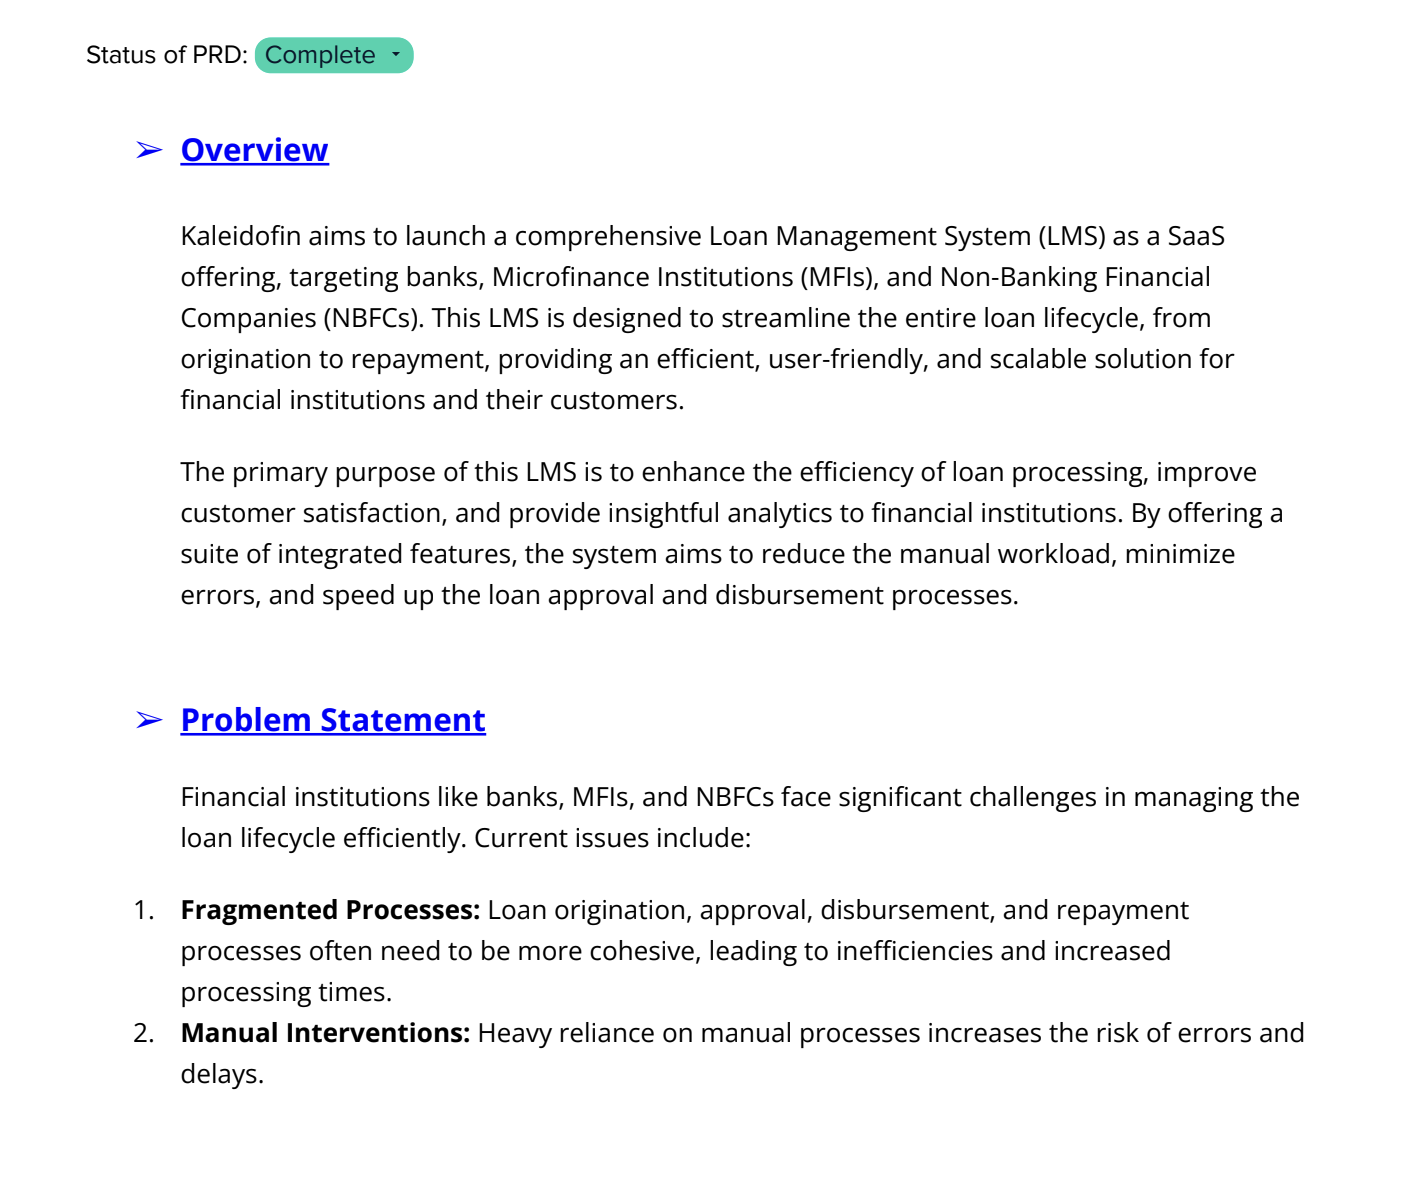 Status of PRD: Complete
➢ Overview
Kaleidofin aims to launch a comprehensive Loan Management System (LMS) as a SaaS
offering, targeting banks, Microfinance Institutions (MFIs), and Non-Banking Financial
Companies (NBFCs). This LMS is designed to streamline the entire loan lifecycle, from
origination to repayment, providing an efficient, user-friendly, and scalable solution for
financial institutions and their customers.
The primary purpose of this LMS is to enhance the efficiency of loan processing, improve
customer satisfaction, and provide insightful analytics to financial institutions. By offering a
suite of integrated features, the system aims to reduce the manual workload, minimize
errors, and speed up the loan approval and disbursement processes.
➢ Problem Statement
Financial institutions like banks, MFIs, and NBFCs face significant challenges in managing the
loan lifecycle efficiently. Current issues include:
1. Fragmented Processes: Loan origination, approval, disbursement, and repayment
processes often need to be more cohesive, leading to inefficiencies and increased
processing times.
2. Manual Interventions: Heavy reliance on manual processes increases the risk of errors and
delays.